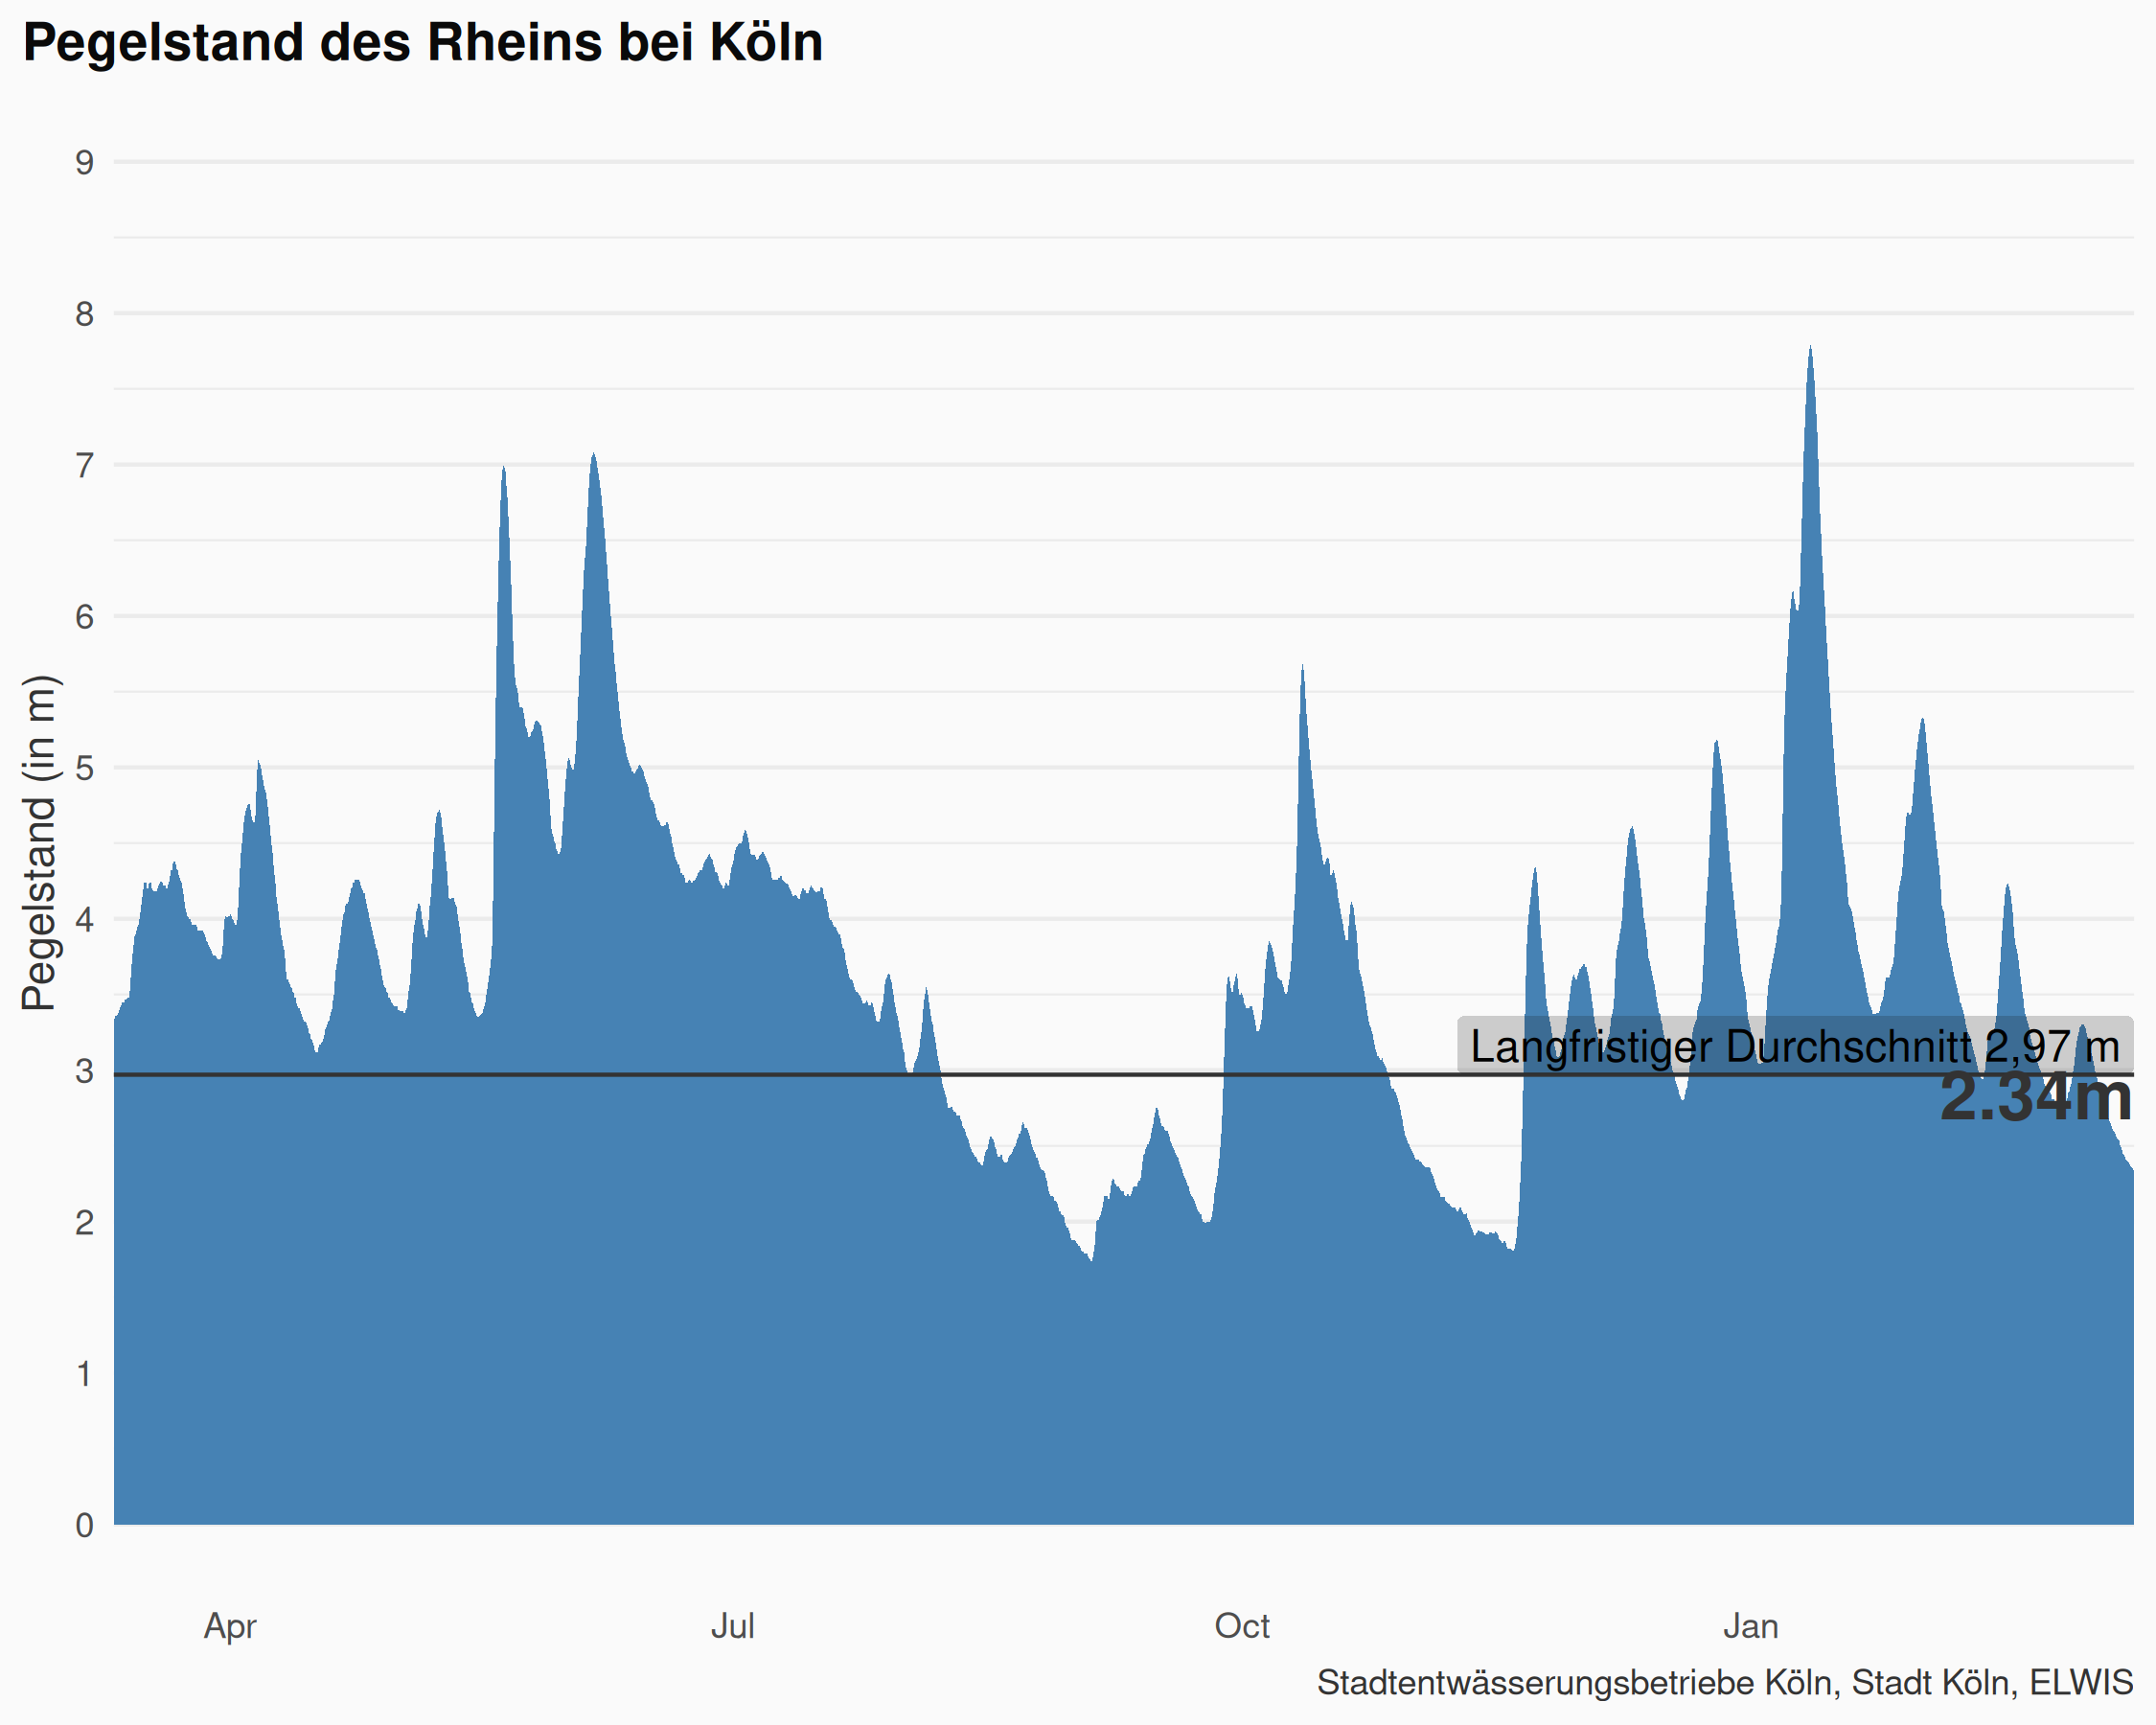 Pegelstand des Rheins bei Köln
9
8
7
6
5
4
3
2
1
0
Pegelstand (in m)
Langfristiger Durchschnitt 2,97 m
2.34m
Apr Jul Oct Jan
Stadtentwässerungsbetriebe Köln, Stadt Köln, ELWIS